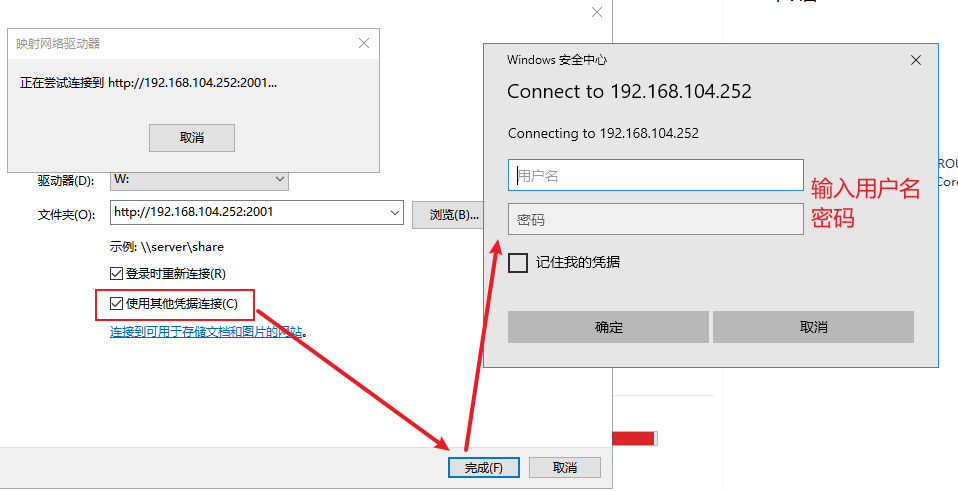 映射网络驱动器
正在尝试连接到 http://192.168.104.252:2001...
取消
驱动器(D):
W:
文件夹(O):
http://192.168.104.252:2001
浏览(B)...
示例: \\server\share
登录时重新连接(R)
使用其他凭据连接(C)
连接到可用于存储文档和图片的网站。
完成(F)
取消
Windows 安全中心
Connect to 192.168.104.252
Connecting to 192.168.104.252
用户名
密码
记住我的凭据
确定
取消
输入用户名
密码
ROU
Core